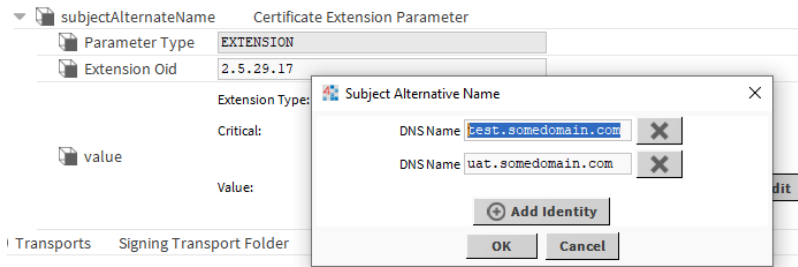 subjectAlternateName Certificate Extension Parameter
Parameter Type EXTENSION
Extension Oid 2.5.29.17
Extension Type:
Subject Alternative Name
Critical:
DNS Name test.somedomain.com
value
DNS Name uat.somedomain.com
Value:
dit
Add Identity
Transports Signing Transport Folder
OK Cancel